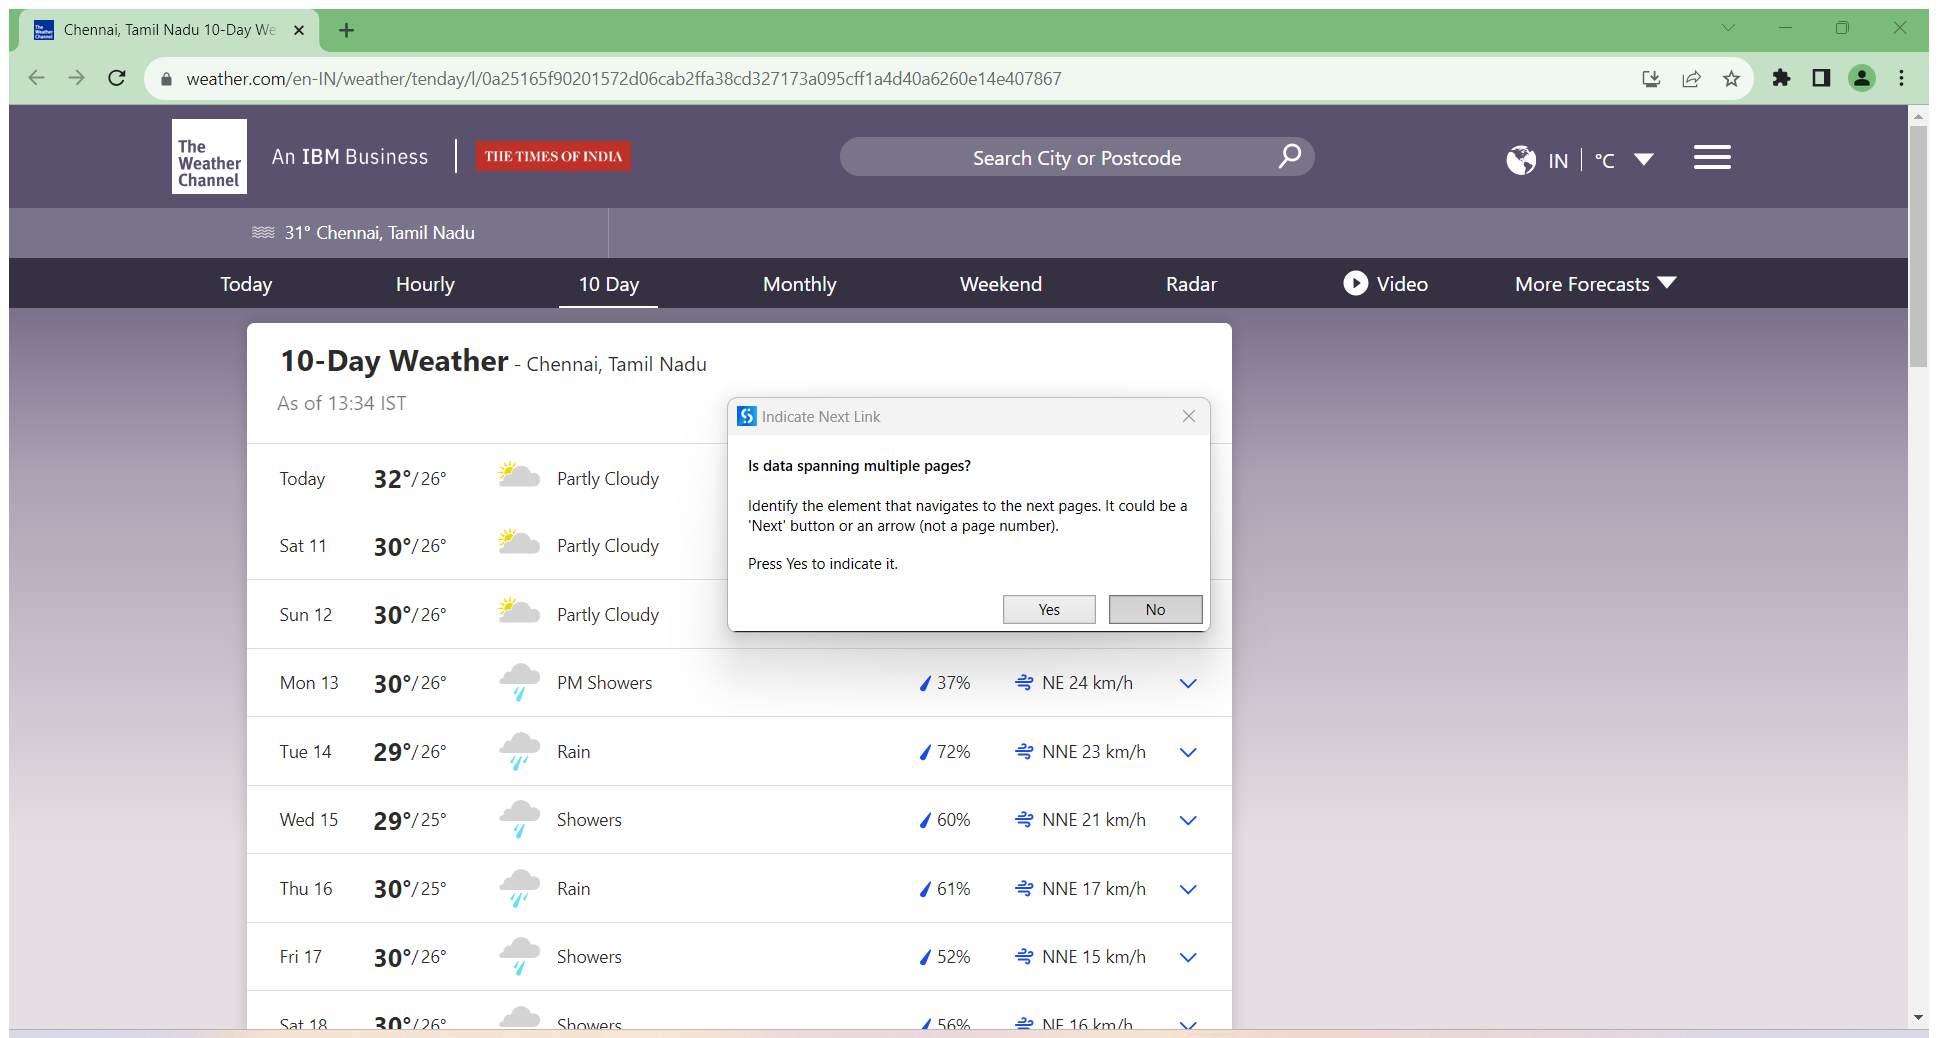 The Weather Channel
Chennai, Tamil Nadu 10-Day We
weather.com/en-IN/weather/tenday/l/0a25165f90201572d06cab2ffa38cd327173a095cff1a4d40a6260e14e407867
The
Weather
Channel
An IBM Business
THE TIMES OF INDIA
Search City or Postcode
IN
°C
31° Chennai, Tamil Nadu
Today Hourly 10 Day Monthly Weekend Radar Video More Forecasts
10-Day Weather - Chennai, Tamil Nadu
As of 13:34 IST
Today 32°/26° Partly Cloudy
Sat 11 30°/26° Partly Cloudy
Sun 12 30°/26° Partly Cloudy
Indicate Next Link
Is data spanning multiple pages?
Identify the element that navigates to the next pages. It could be a
'Next' button or an arrow (not a page number).
Press Yes to indicate it.
Yes No
Mon 13 30°/26° PM Showers 37% NE 24 km/h
Tue 14 29°/26° Rain 72% NNE 23 km/h
Wed 15 29°/25° Showers 60% NNE 21 km/h
Thu 16 30°/25° Rain 61% NNE 17 km/h
Fri 17 30°/26° Showers 52% NNE 15 km/h
Sat 18 30°/26° Showers 56% NE 16 km/h